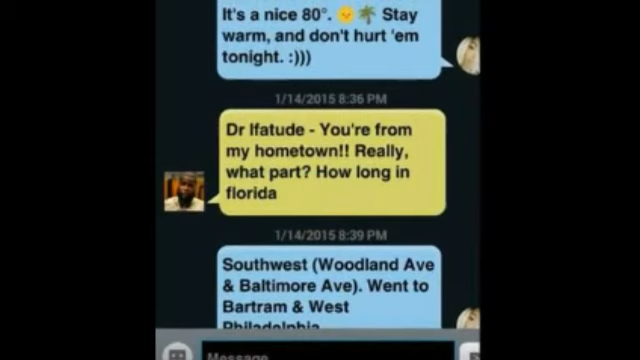 It's a nice 80°. 🌞🌴 Stay
warm, and don't hurt 'em
tonight. :)))
1/14/2015 8:36 PM
Dr Ifatude - You're from
my hometown!! Really,
what part? How long in
florida
1/14/2015 8:39 PM
Southwest (Woodland Ave
& Baltimore Ave). Went to
Bartram & West
Philadelphia
Message